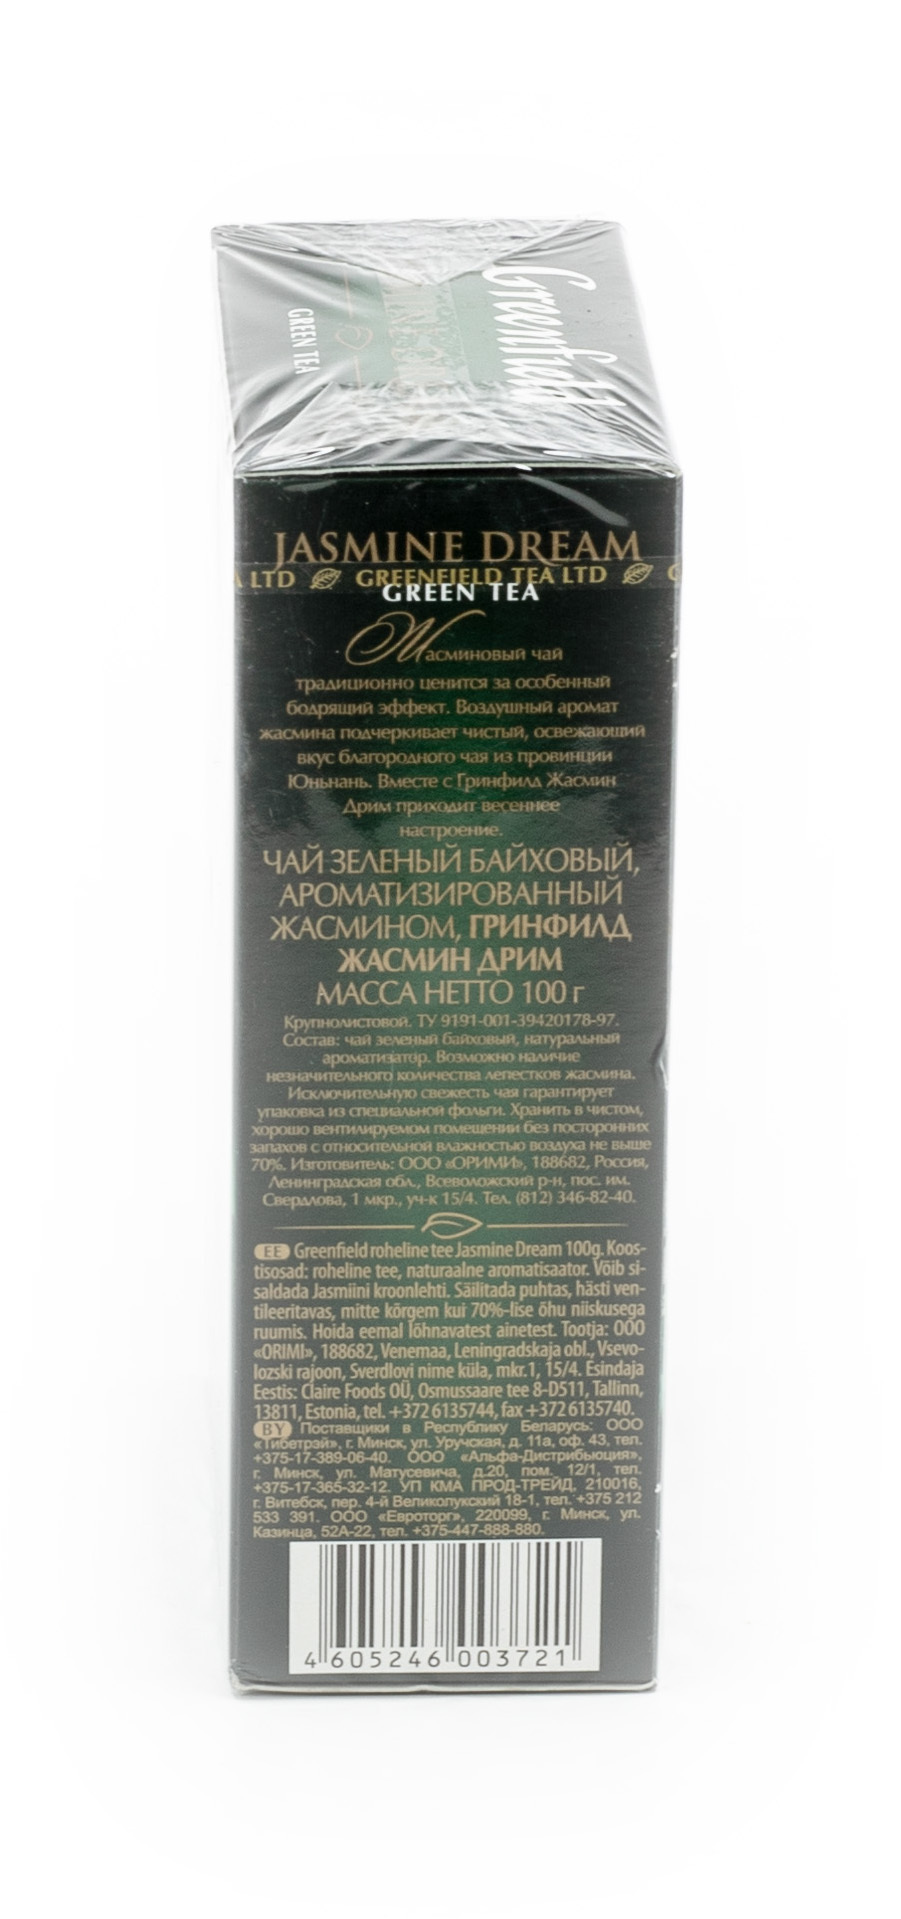 Greenfield
GREEN TEA
JASMINE DREAM
A LTD GREENFIELD TEA LTD G
GREEN TEA
Жасминовый чай
традиционно ценится за особенный
бодрящий эффект. Воздушный аромат
жасмина подчеркивает чистый, освежающий
вкус благородного чая из провинции
Юньнань. Вместе с Гринфилд Жасмин
Дрим приходит весеннее
настроение.
ЧАЙ ЗЕЛЕНЫЙ БАЙХОВЫЙ,
АРОМАТИЗИРОВАННЫЙ
ЖАСМИНОМ, ГРИНФИЛД
ЖАСМИН ДРИМ
МАССА НЕТТО 100 г
Крупнолистовой. ТУ 9191-001-39420178-97.
Состав: чай зеленый байховый, натуральный
ароматизатор. Возможно наличие
незначительного количества лепестков жасмина.
Исключительную свежесть чая гарантирует
упаковка из специальной фольги. Хранить в чистом,
хорошо вентилируемом помещении без посторонних
запахов с относительной влажностью воздуха не выше
70%. Изготовитель: ООО «ОРИМИ», 188682, Россия,
Ленинградская обл., Всеволожский р-н, пос. им.
Свердлова, 1 мкр., уч-к 15/4. Тел. (812) 346-82-40.
EE Greenfield roheline tee Jasmine Dream 100g. Koos-
tisosad: roheline tee, naturaalne aromatisaator. Võib si-
saldada Jasmiini kroonlehti. Säilitada puhtas, hästi ven-
tileeritavas, mitte kõrgem kui 70%-lise õhu niiskusega
ruumis. Hoida eemal lõhnavatest ainetest. Tootja: OOO
«ORIMI», 188682, Venemaa, Leningradskaja obl., Vsevo-
lozski rajoon, Sverdlovi nime küla, mkr.1, 15/4. Esindaja
Eestis: Claire Foods OÜ, Osmussaare tee 8-D511, Tallinn,
13811, Estonia, tel. +372 6135744, fax +372 6135740.
BY Поставщики в Республику Беларусь: ООО
«Тибетрэй», г. Минск, ул. Уручская, д. 11а, оф. 43, тел.
+375-17-389-06-40. ООО «Альфа-Дистрибьюция»,
г. Минск, ул. Матусевича, д.20, пом. 12/1, тел.
+375-17-365-32-12. УП КМА ПРОД-ТРЕЙД, 210016,
г. Витебск, пер. 4-й Великолукский 18-1, тел. +375 212
533 391. ООО «Евроторг», 220099, г. Минск, ул.
Казинца, 52А-22, тел. +375-447-888-880.
4 605246 003721